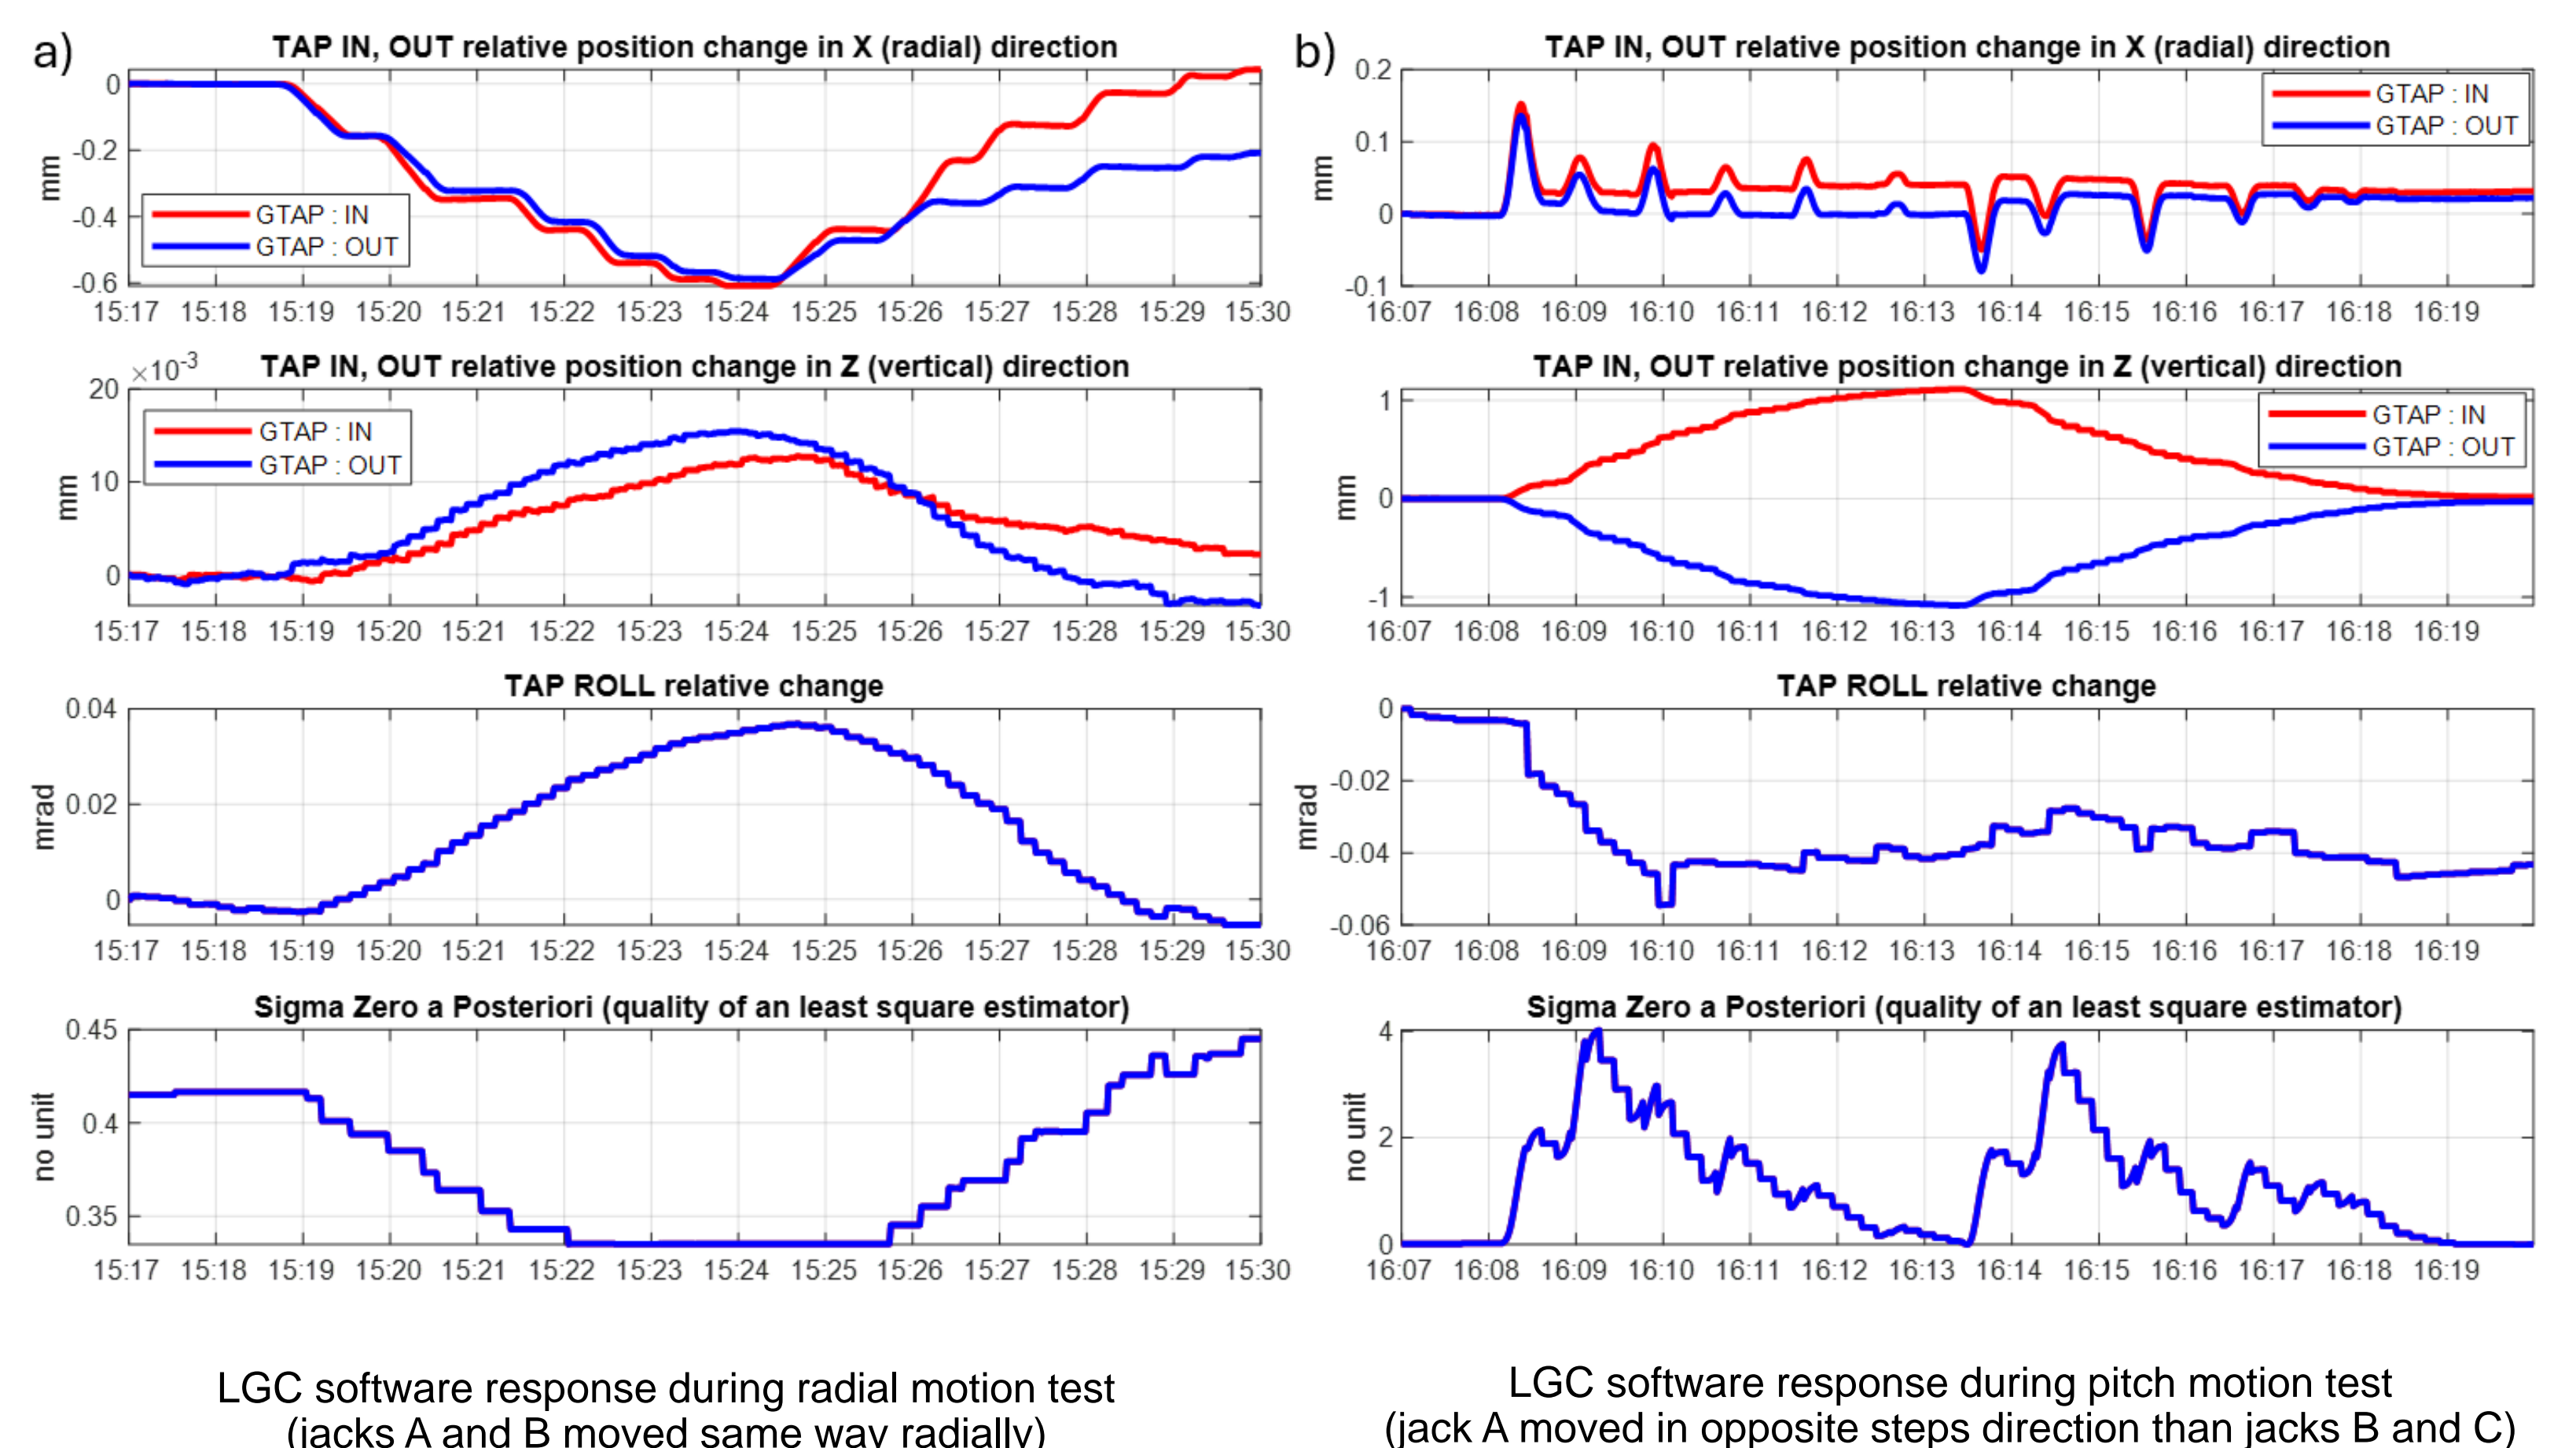 a)
TAP IN, OUT relative position change in X (radial) direction
0
-0.2
-0.4
-0.6
mm
GTAP : IN
GTAP : OUT
15:17 15:18 15:19 15:20 15:21 15:22 15:23 15:24 15:25 15:26 15:27 15:28 15:29 15:30
×10-3
TAP IN, OUT relative position change in Z (vertical) direction
20
10
0
mm
GTAP : IN
GTAP : OUT
15:17 15:18 15:19 15:20 15:21 15:22 15:23 15:24 15:25 15:26 15:27 15:28 15:29 15:30
TAP ROLL relative change
0.04
0.02
0
mrad
15:17 15:18 15:19 15:20 15:21 15:22 15:23 15:24 15:25 15:26 15:27 15:28 15:29 15:30
Sigma Zero a Posteriori (quality of an least square estimator)
0.45
0.4
0.35
no unit
15:17 15:18 15:19 15:20 15:21 15:22 15:23 15:24 15:25 15:26 15:27 15:28 15:29 15:30
LGC software response during radial motion test
(jacks A and B moved same way radially)
b)
TAP IN, OUT relative position change in X (radial) direction
0.2
0.1
0
-0.1
mm
GTAP : IN
GTAP : OUT
16:07 16:08 16:09 16:10 16:11 16:12 16:13 16:14 16:15 16:16 16:17 16:18 16:19
TAP IN, OUT relative position change in Z (vertical) direction
1
0
-1
mm
GTAP : IN
GTAP : OUT
16:07 16:08 16:09 16:10 16:11 16:12 16:13 16:14 16:15 16:16 16:17 16:18 16:19
TAP ROLL relative change
0
-0.02
-0.04
-0.06
mrad
16:07 16:08 16:09 16:10 16:11 16:12 16:13 16:14 16:15 16:16 16:17 16:18 16:19
Sigma Zero a Posteriori (quality of an least square estimator)
4
2
0
no unit
16:07 16:08 16:09 16:10 16:11 16:12 16:13 16:14 16:15 16:16 16:17 16:18 16:19
LGC software response during pitch motion test
(jack A moved in opposite steps direction than jacks B and C)